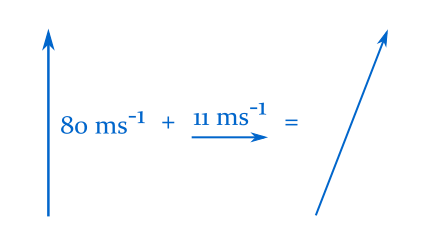 80 ms⁻¹ + 11 ms⁻¹ =